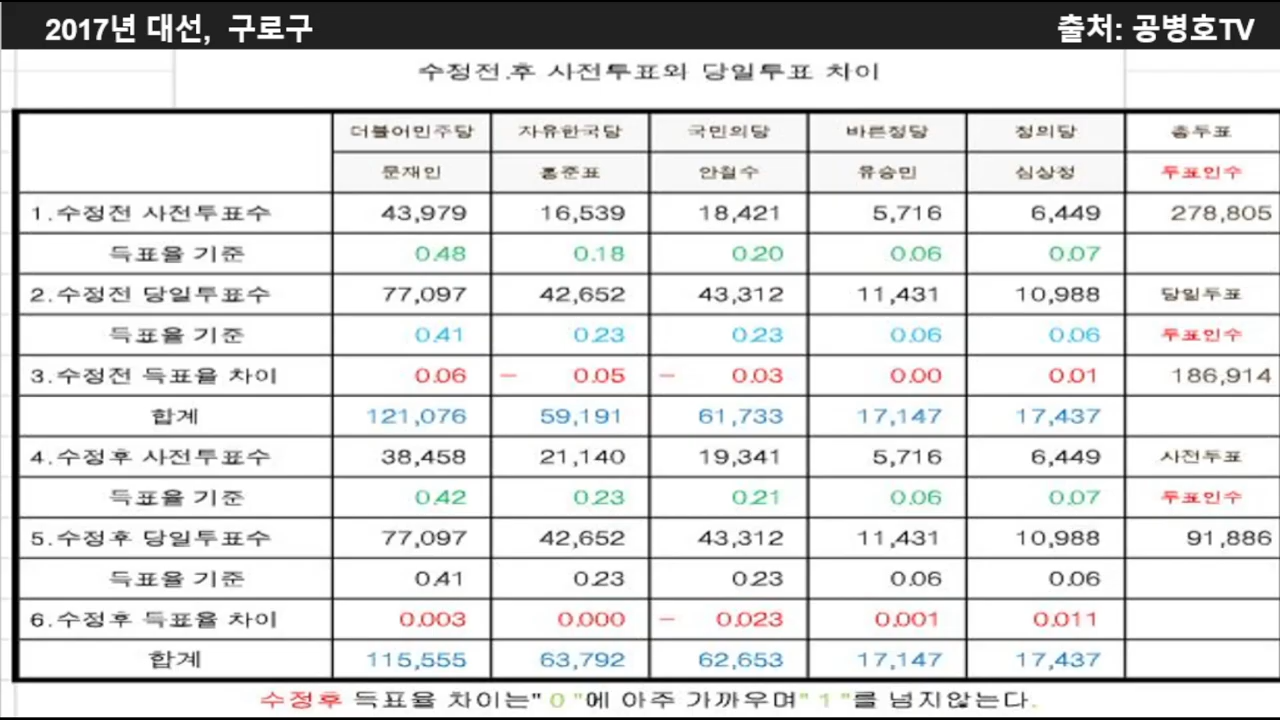 2017년 대선, 구로구 출처: 공병호TV
수정전.후 사전투표와 당일투표 차이
더불어민주당 자유한국당 국민의당 바른정당 정의당 총투표
문재인 홍준표 안철수 유승민 심상정 투표인수
1.수정전 사전투표수 43,979 16,539 18,421 5,716 6,449 278,805
득표율 기준 0.48 0.18 0.20 0.06 0.07
2.수정전 당일투표수 77,097 42,652 43,312 11,431 10,988 당일투표
득표율 기준 0.41 0.23 0.23 0.06 0.06 투표인수
3.수정전 득표율 차이 0.06 - 0.05 - 0.03 0.00 0.01 186,914
합계 121,076 59,191 61,733 17,147 17,437
4.수정후 사전투표수 38,458 21,140 19,341 5,716 6,449 사전투표
득표율 기준 0.42 0.23 0.21 0.06 0.07 투표인수
5.수정후 당일투표수 77,097 42,652 43,312 11,431 10,988 91,886
득표율 기준 0.41 0.23 0.23 0.06 0.06
6.수정후 득표율 차이 0.003 0.000 - 0.023 0.001 0.011
합계 115,555 63,792 62,653 17,147 17,437
수정후 득표율 차이는" 0 "에 아주 가까우며" 1 "를 넘지않는다.